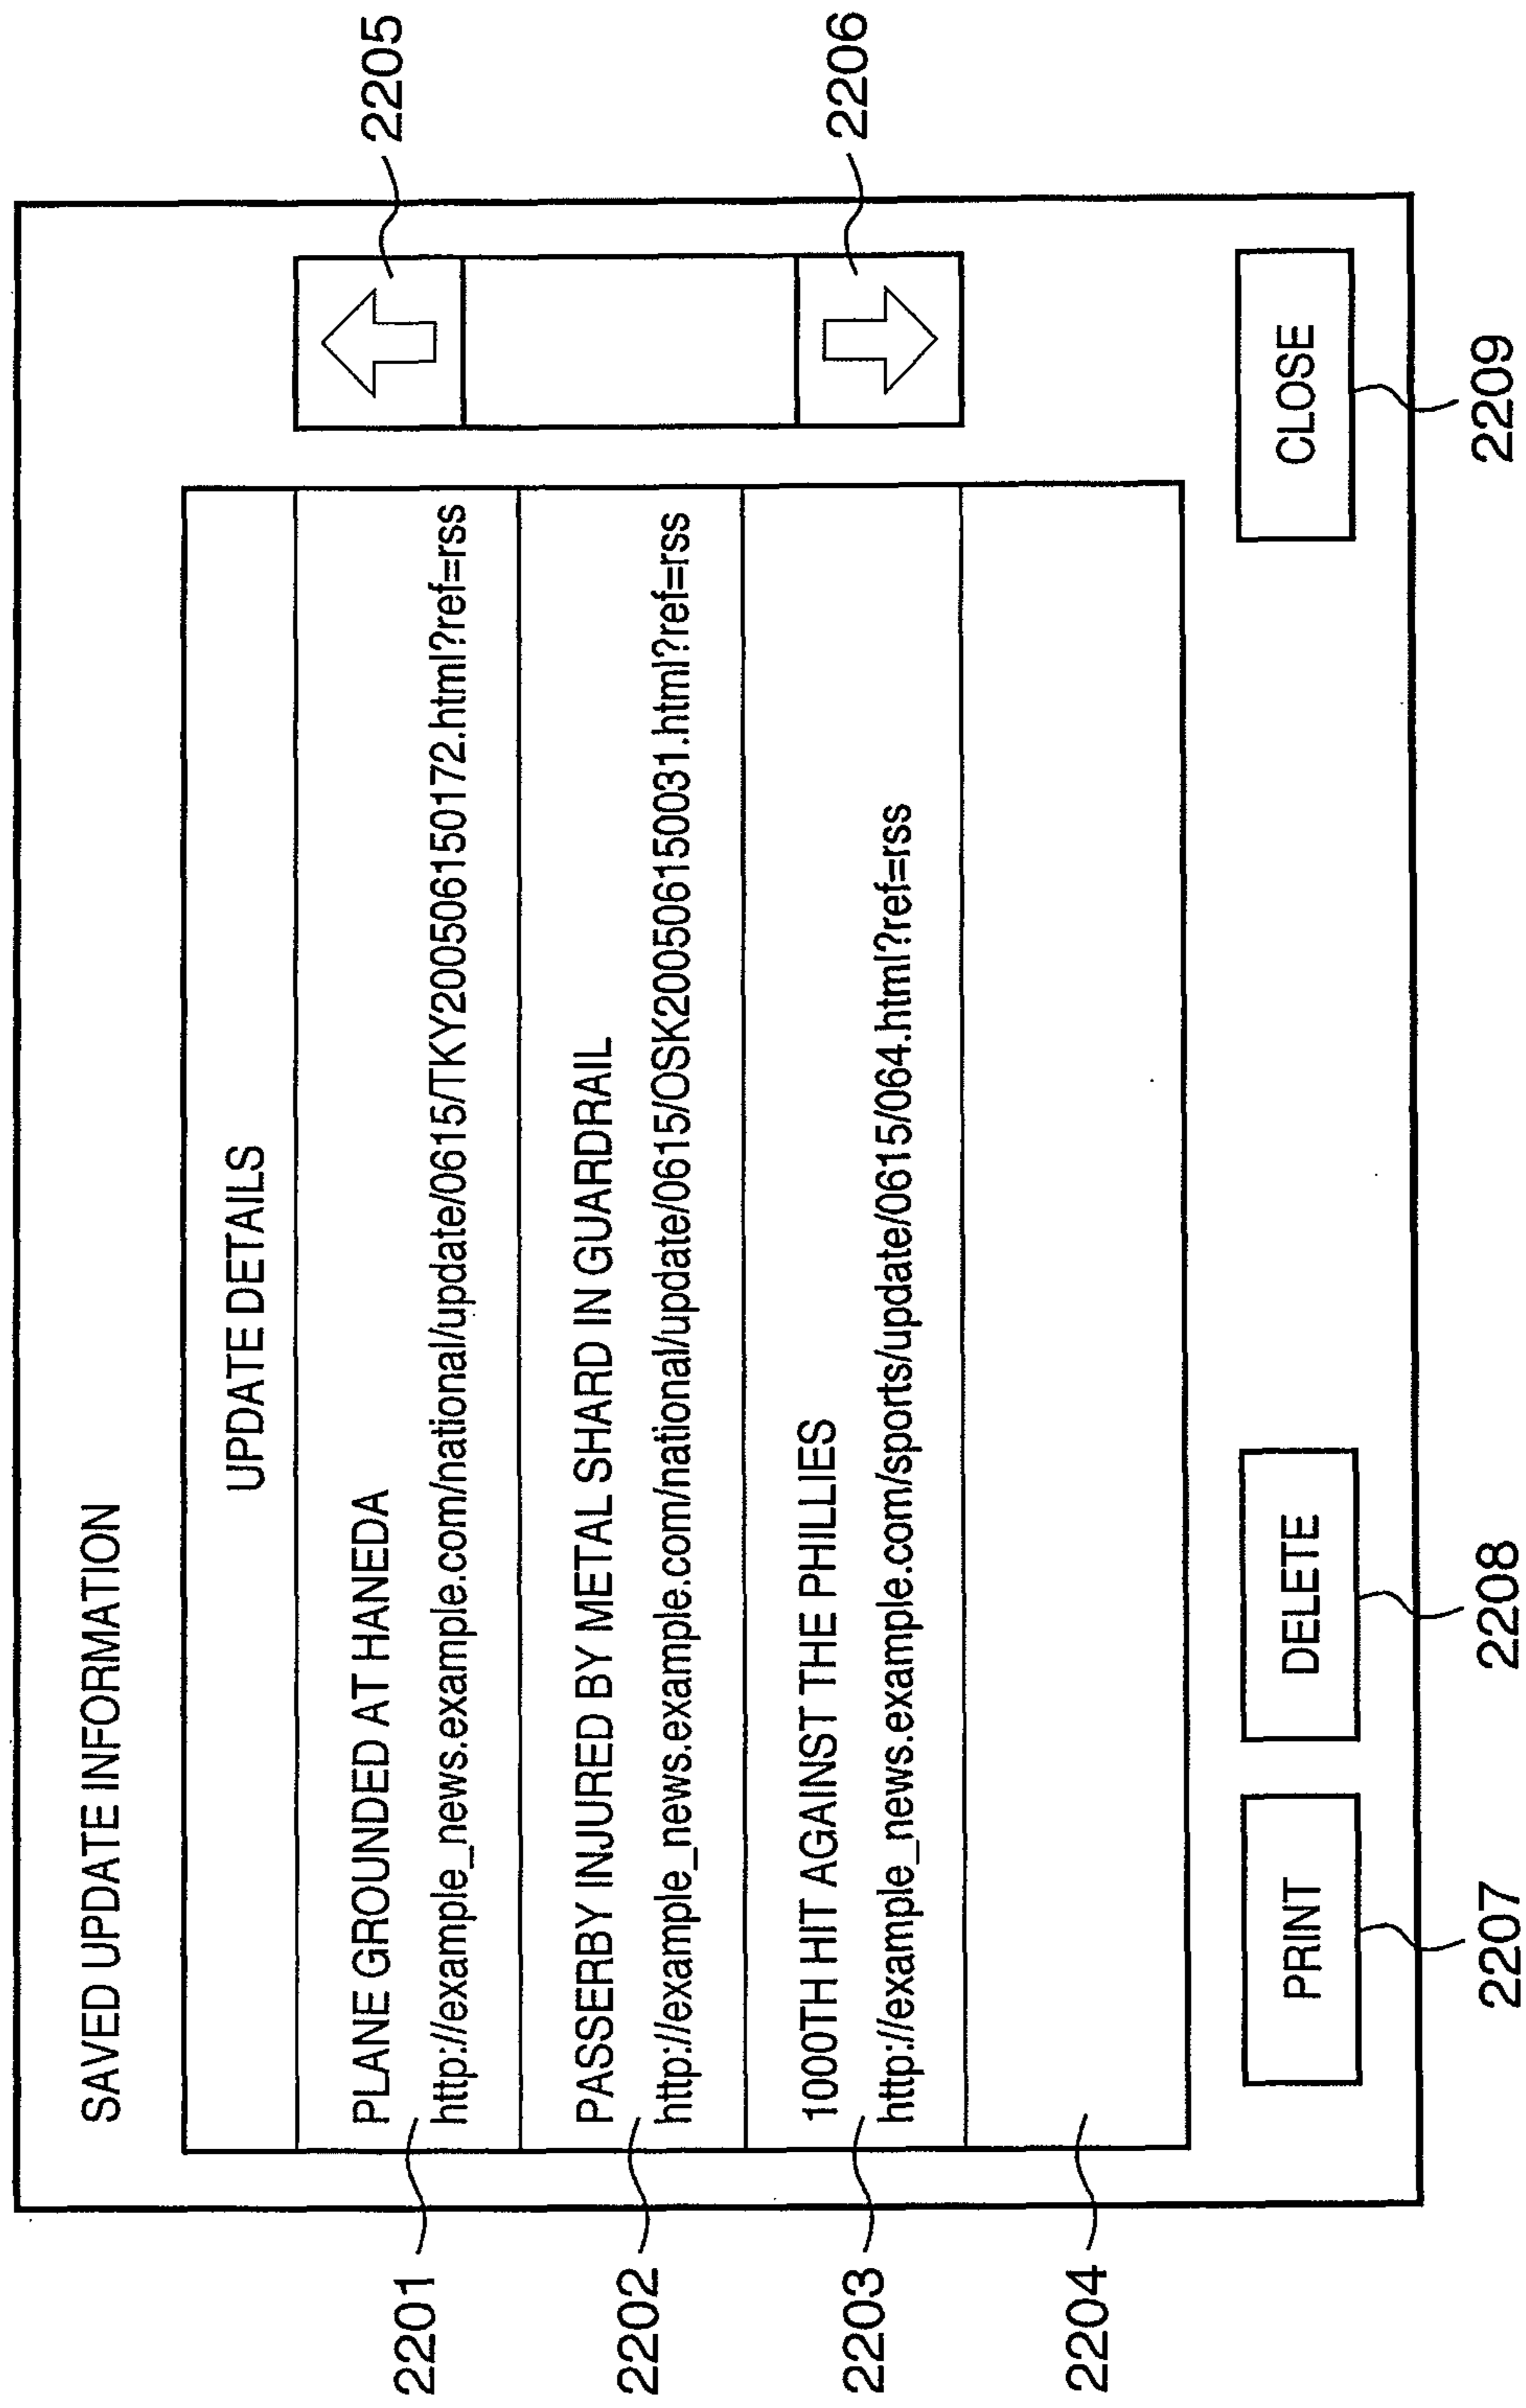 SAVED UPDATE INFORMATION
UPDATE DETAILS
2201
PLANE GROUNDED AT HANEDA
http://example_news.example.com/national/update/0615/TKY200506150172.html?ref=rss
2202
PASSERBY INJURED BY METAL SHARD IN GUARDRAIL
http://example_news.example.com/national/update/0615/OSK200506150031.html?ref=rss
2203
1000TH HIT AGAINST THE PHILLIES
http://example_news.example.com/sports/update/0615/064.html?ref=rss
2204
2205
2206
PRINT
DELETE
CLOSE
2207
2208
2209